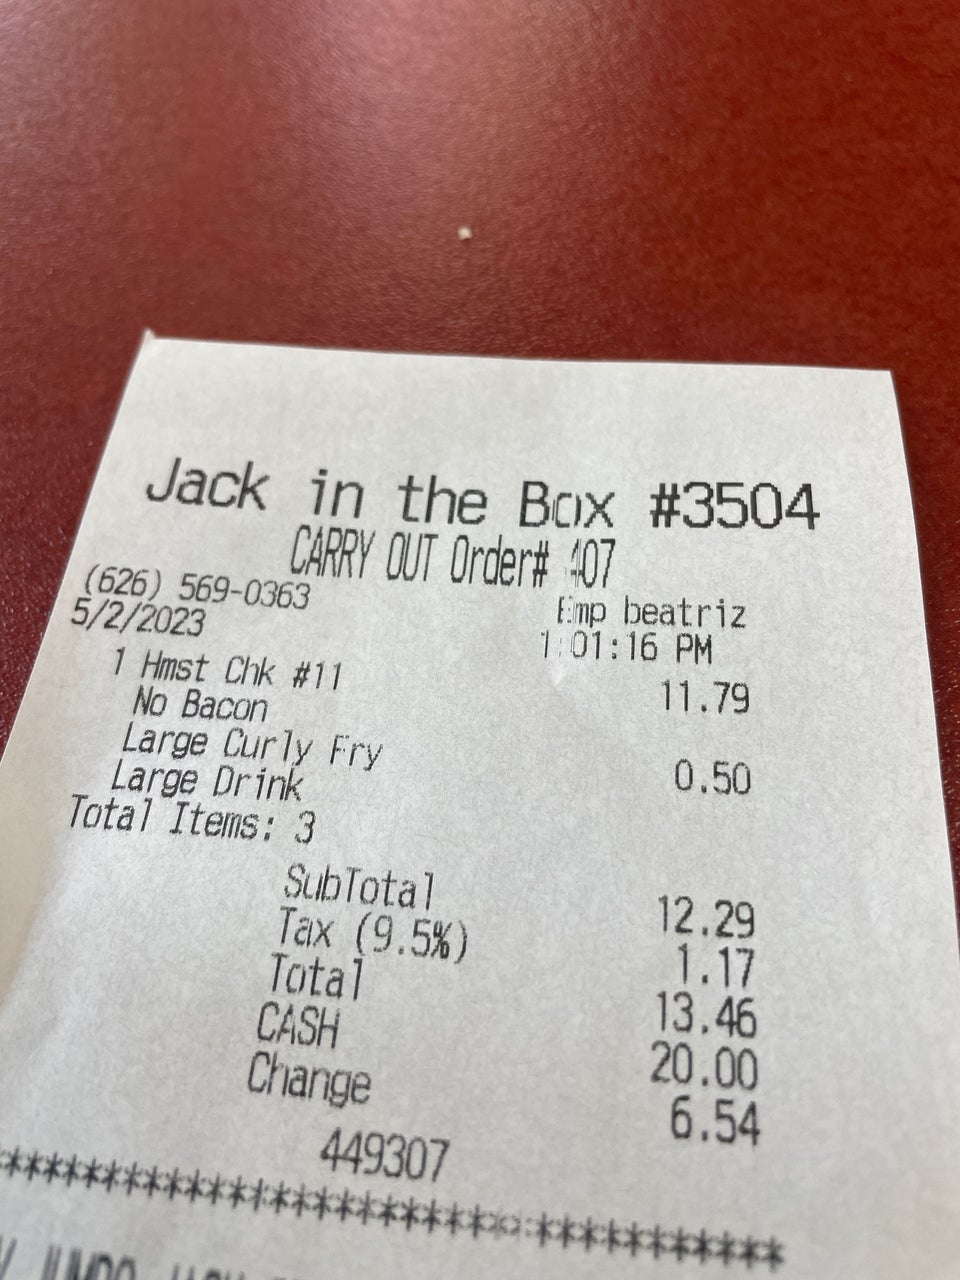 Jack in the Box #3504
CARRY OUT Order# 407
(626) 569-0363
Emp beatriz
5/2/2023 1:01:16 PM
1 Hmst Chk #11 11.79
No Bacon
Large Curly Fry 0.50
Large Drink
Total Items: 3
SubTotal 12.29
Tax (9.5%) 1.17
Total 13.46
CASH 20.00
Change 6.54
449307
***************************************
JUMBO JACK